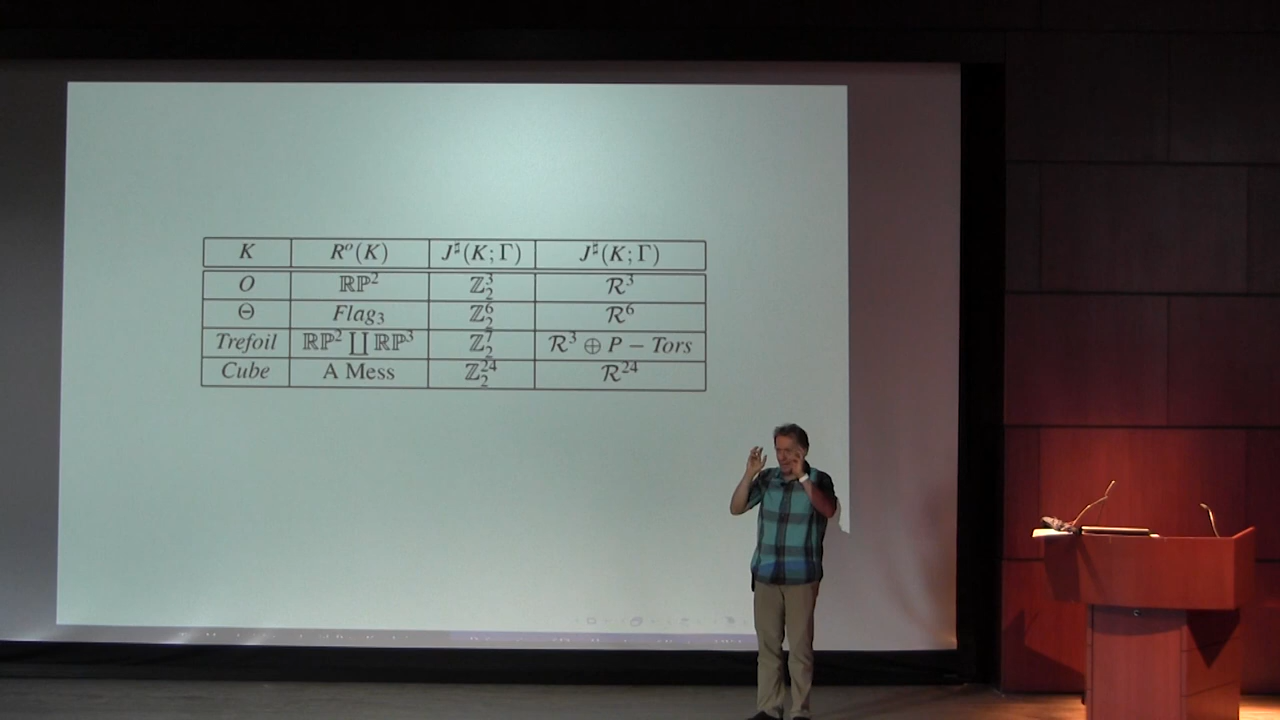 K R^o(K) J^♯(K; Γ) J^♯(K; Γ)
O ℝℙ² ℤ₂³ ℛ³
Θ Flag₃ ℤ₂⁶ ℛ⁶
Trefoil ℝℙ² ∐ ℝℙ³ ℤ₂⁷ ℛ³ ⊕ P − Tors
Cube A Mess ℤ₂²⁴ ℛ²⁴